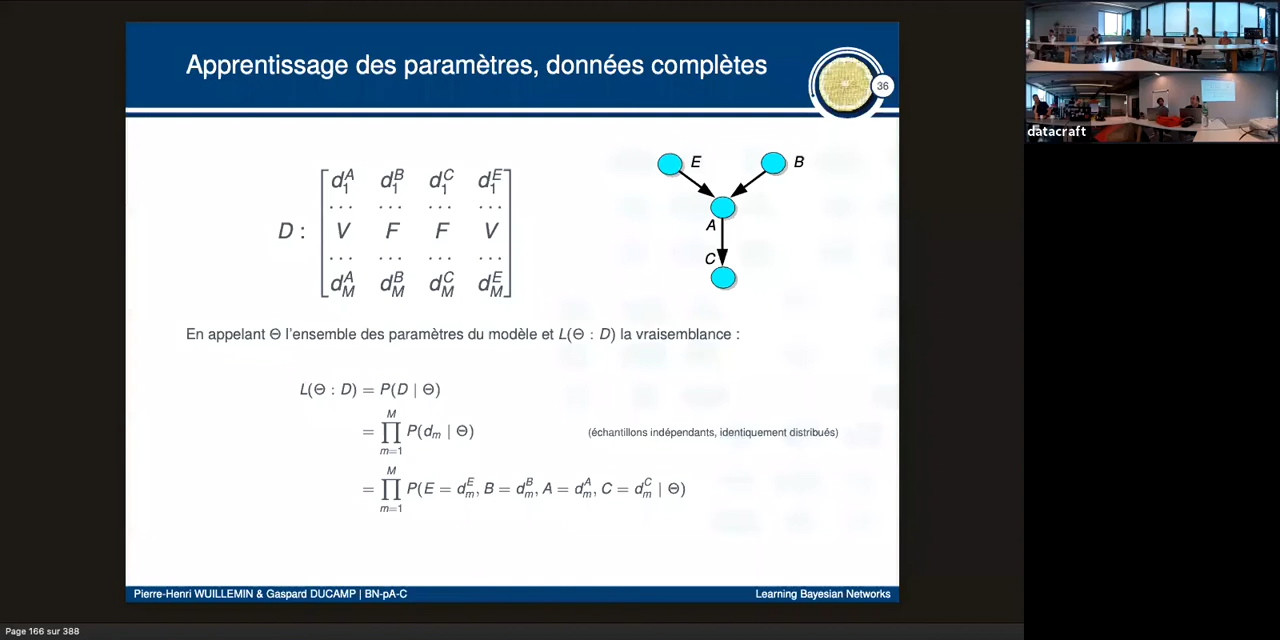 Apprentissage des paramètres, données complètes
36
d_1^A d_1^B d_1^C d_1^E
... ... ... ...
D : V F F V
... ... ... ...
d_M^A d_M^B d_M^C d_M^E
E B
A
C
En appelant Θ l'ensemble des paramètres du modèle et L(Θ : D) la vraisemblance :
L(Θ : D) = P(D | Θ)
= ∏_{m=1}^{M} P(d_m | Θ) (échantillons indépendants, identiquement distribués)
= ∏_{m=1}^{M} P(E = d_m^E, B = d_m^B, A = d_m^A, C = d_m^C | Θ)
Pierre-Henri WUILLEMIN & Gaspard DUCAMP | BN-pA-C Learning Bayesian Networks
Page 166 sur 388
datacraft